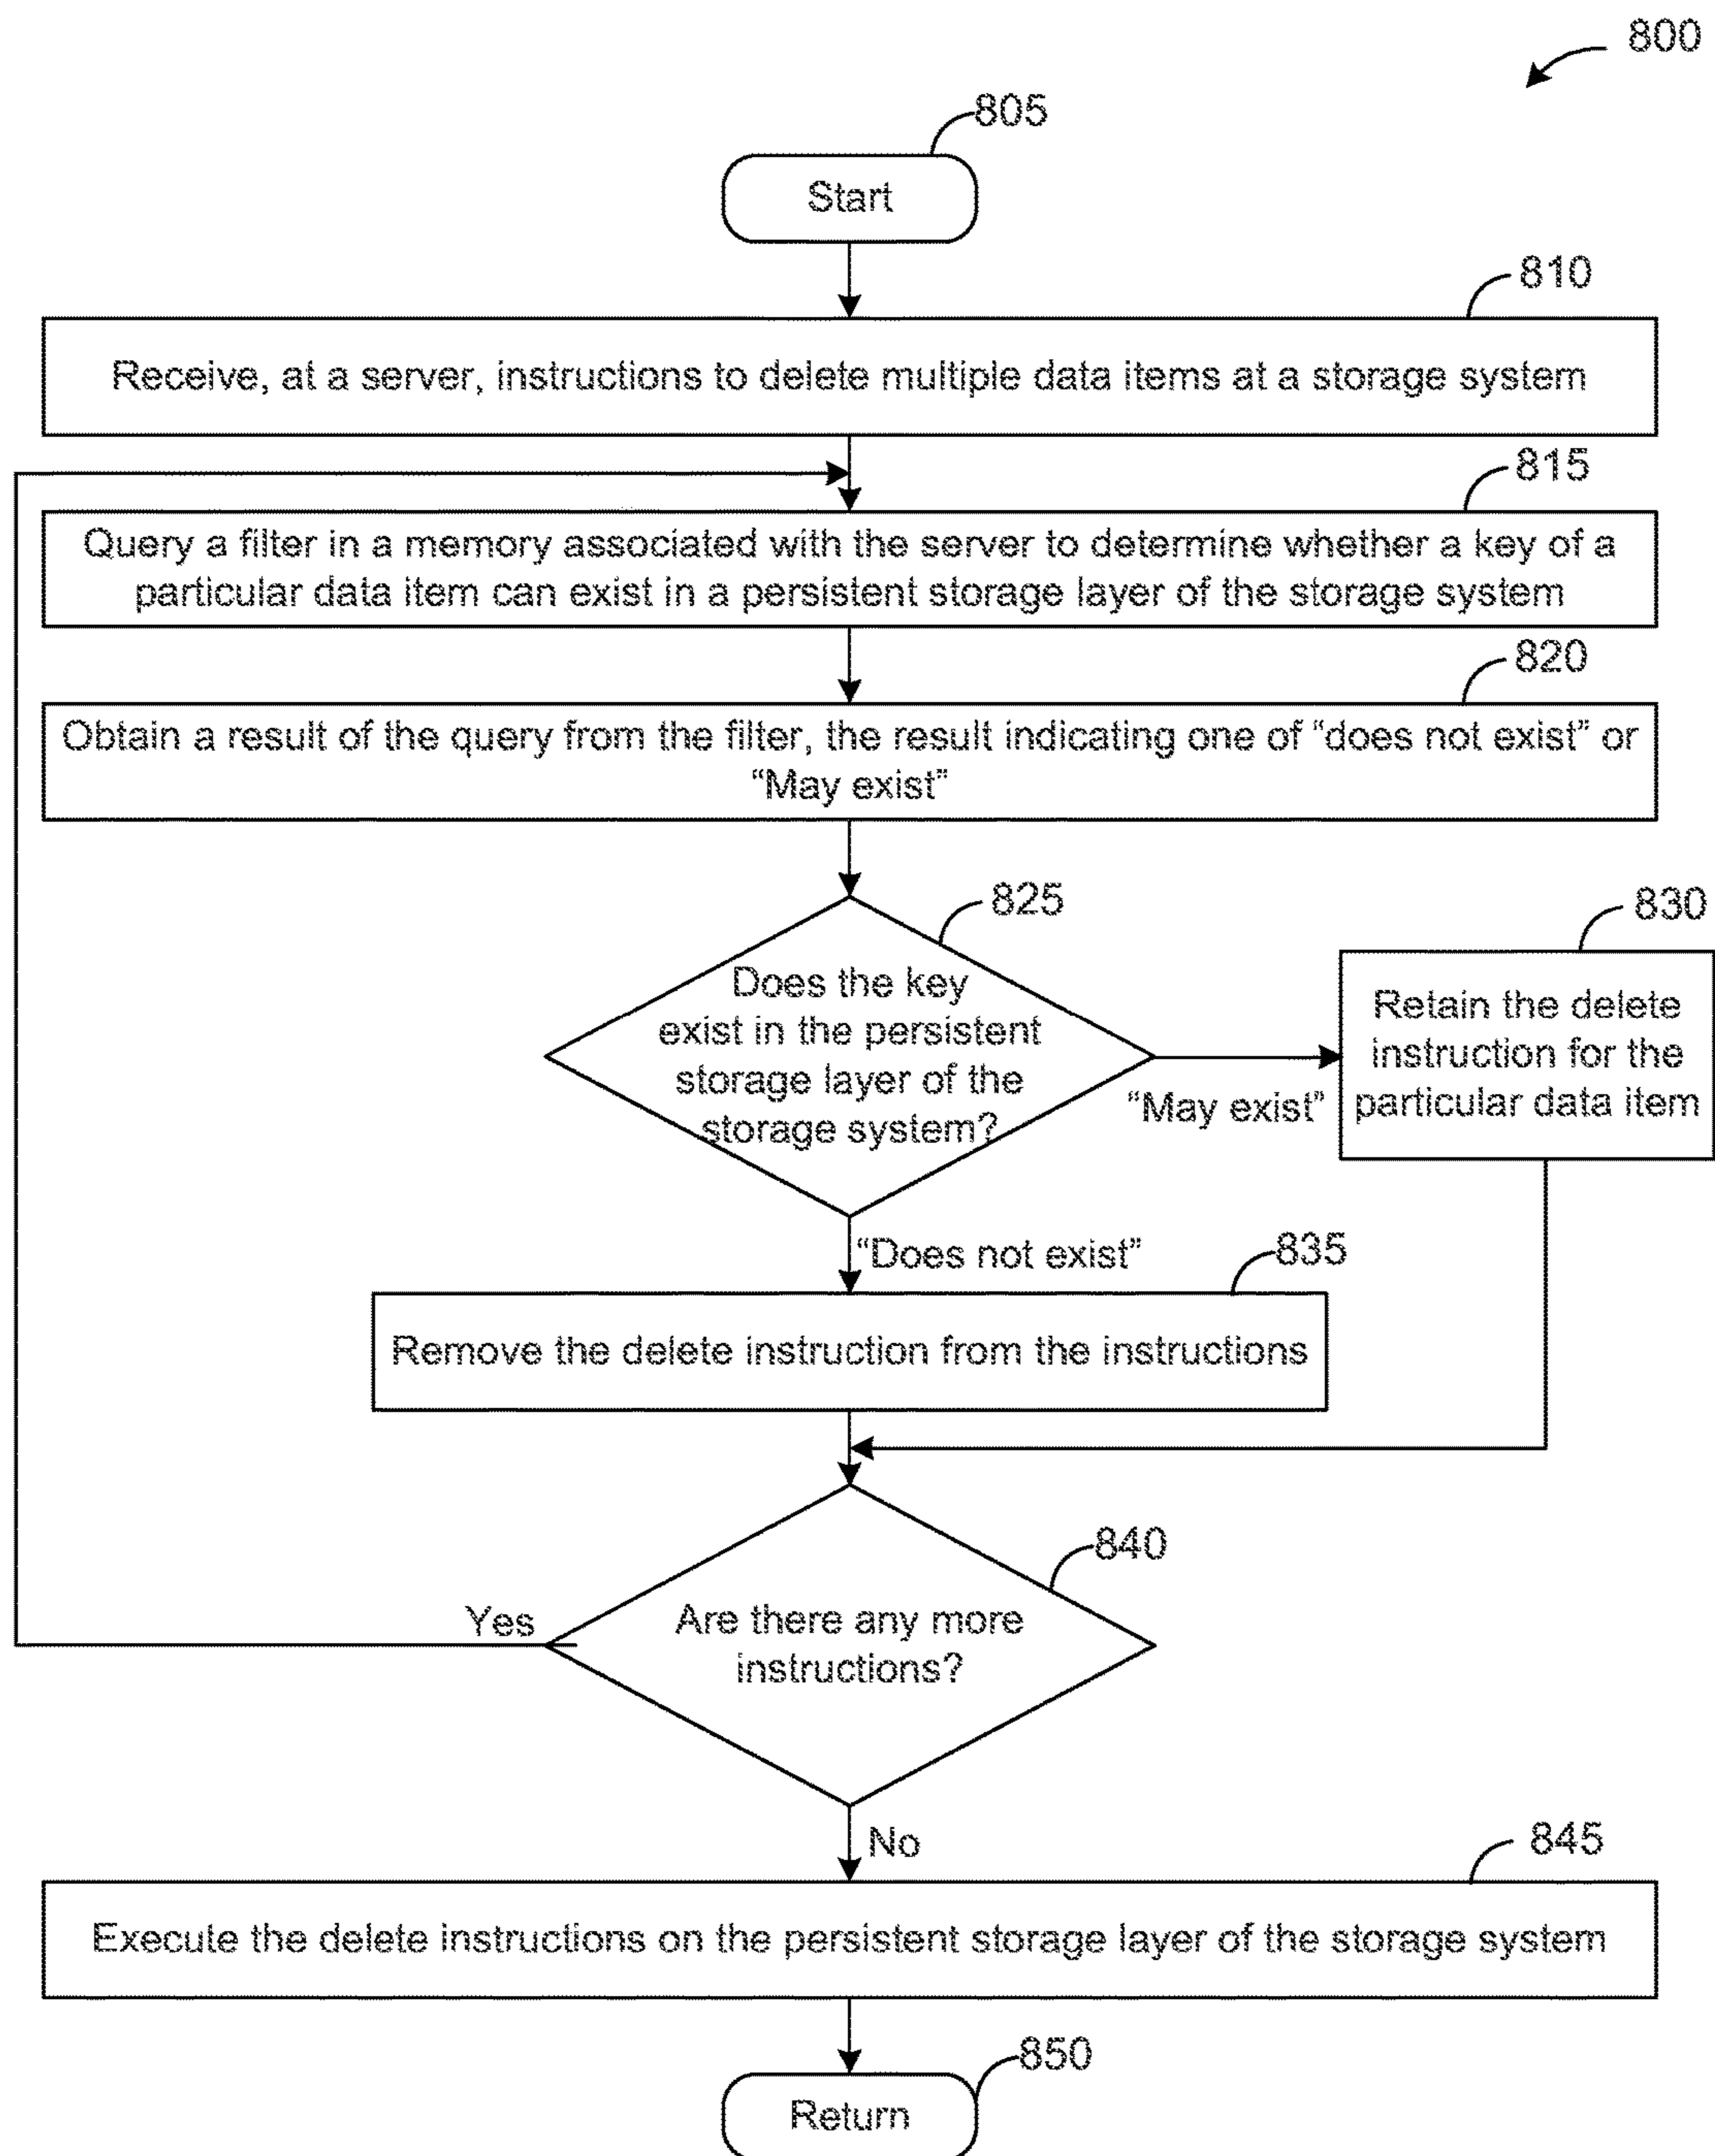 800
805
Start
810
Receive, at a server, instructions to delete multiple data items at a storage system
815
Query a filter in a memory associated with the server to determine whether a key of a
particular data item can exist in a persistent storage layer of the storage system
820
Obtain a result of the query from the filter, the result indicating one of “does not exist” or
“May exist”
825
Does the key
exist in the persistent
storage layer of the
storage system?
“May exist”
830
Retain the delete
instruction for the
particular data item
“Does not exist”
835
Remove the delete instruction from the instructions
840
Are there any more
instructions?
Yes
No
845
Execute the delete instructions on the persistent storage layer of the storage system
850
Return